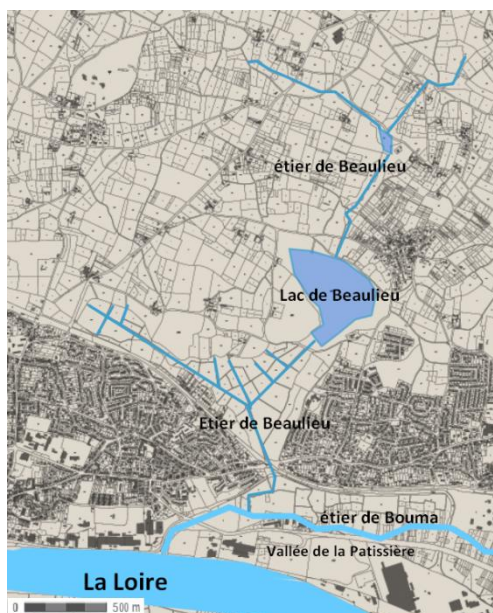 étier de Beaulieu
Lac de Beaulieu
Etier de Beaulieu
étier de Bouma
Vallée de la Patissière
La Loire
0 500 m